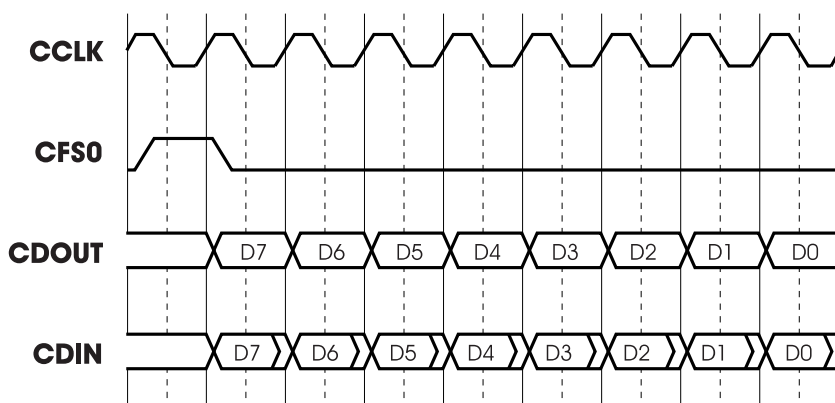 CCLK
CFS0
CDOUT D7 D6 D5 D4 D3 D2 D1 D0
CDIN D7 D6 D5 D4 D3 D2 D1 D0